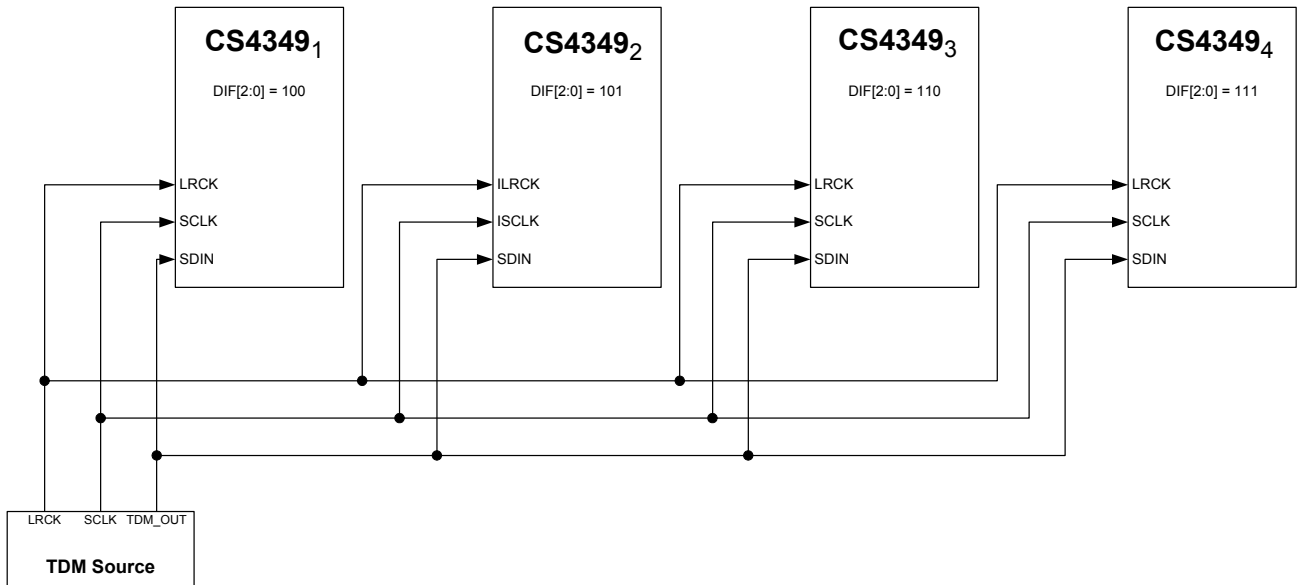 CS4349₁
DIF[2:0] = 100
LRCK
SCLK
SDIN
CS4349₂
DIF[2:0] = 101
ILRCK
ISCLK
SDIN
CS4349₃
DIF[2:0] = 110
LRCK
SCLK
SDIN
CS4349₄
DIF[2:0] = 111
LRCK
SCLK
SDIN
LRCK SCLK TDM_OUT
TDM Source